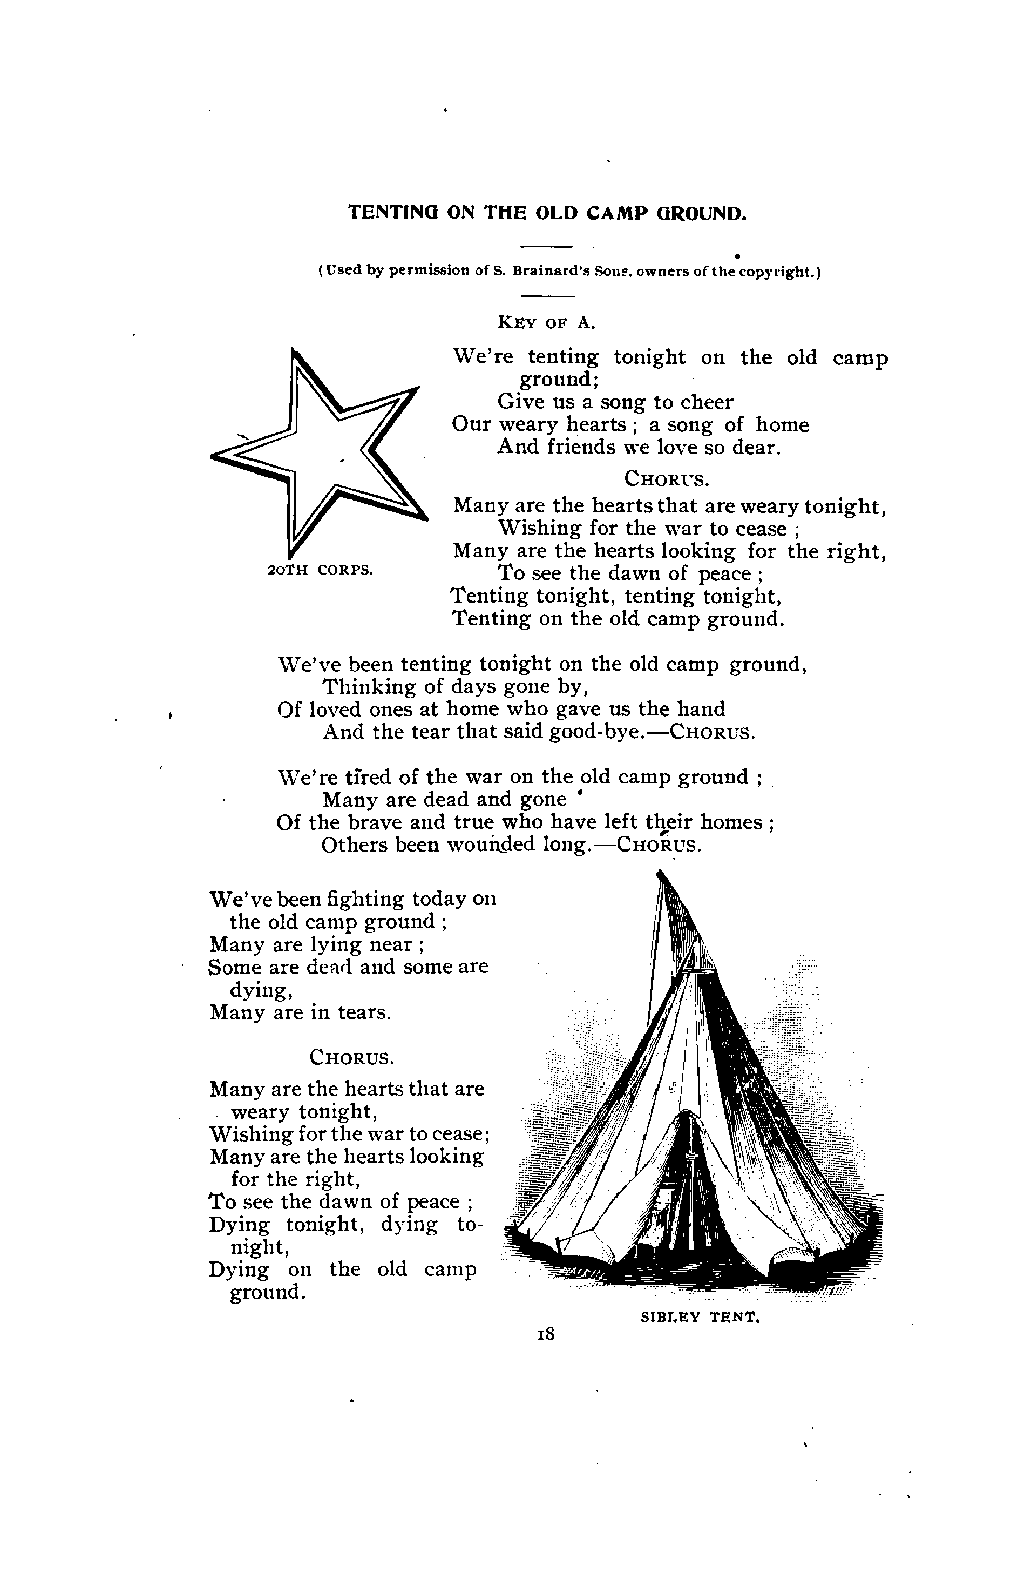 TENTING ON THE OLD CAMP GROUND.
(Used by permission of S. Brainard's Sons, owners of the copyright.)
KEY OF A.
We're tenting tonight on the old camp
ground;
Give us a song to cheer
Our weary hearts ; a song of home
And friends we love so dear.
CHORUS.
Many are the hearts that are weary tonight,
Wishing for the war to cease ;
Many are the hearts looking for the right,
To see the dawn of peace ;
Tenting tonight, tenting tonight,
Tenting on the old camp ground.
20TH CORPS.
We've been tenting tonight on the old camp ground,
Thinking of days gone by,
Of loved ones at home who gave us the hand
And the tear that said good-bye.—CHORUS.
We're tired of the war on the old camp ground ;
Many are dead and gone
Of the brave and true who have left their homes ;
Others been wounded long.—CHORUS.
We've been fighting today on
the old camp ground ;
Many are lying near ;
Some are dead and some are
dying,
Many are in tears.
CHORUS.
Many are the hearts that are
weary tonight,
Wishing for the war to cease;
Many are the hearts looking
for the right,
To see the dawn of peace ;
Dying tonight, dying to-
night,
Dying on the old camp
ground.
SIBLEY TENT.
18